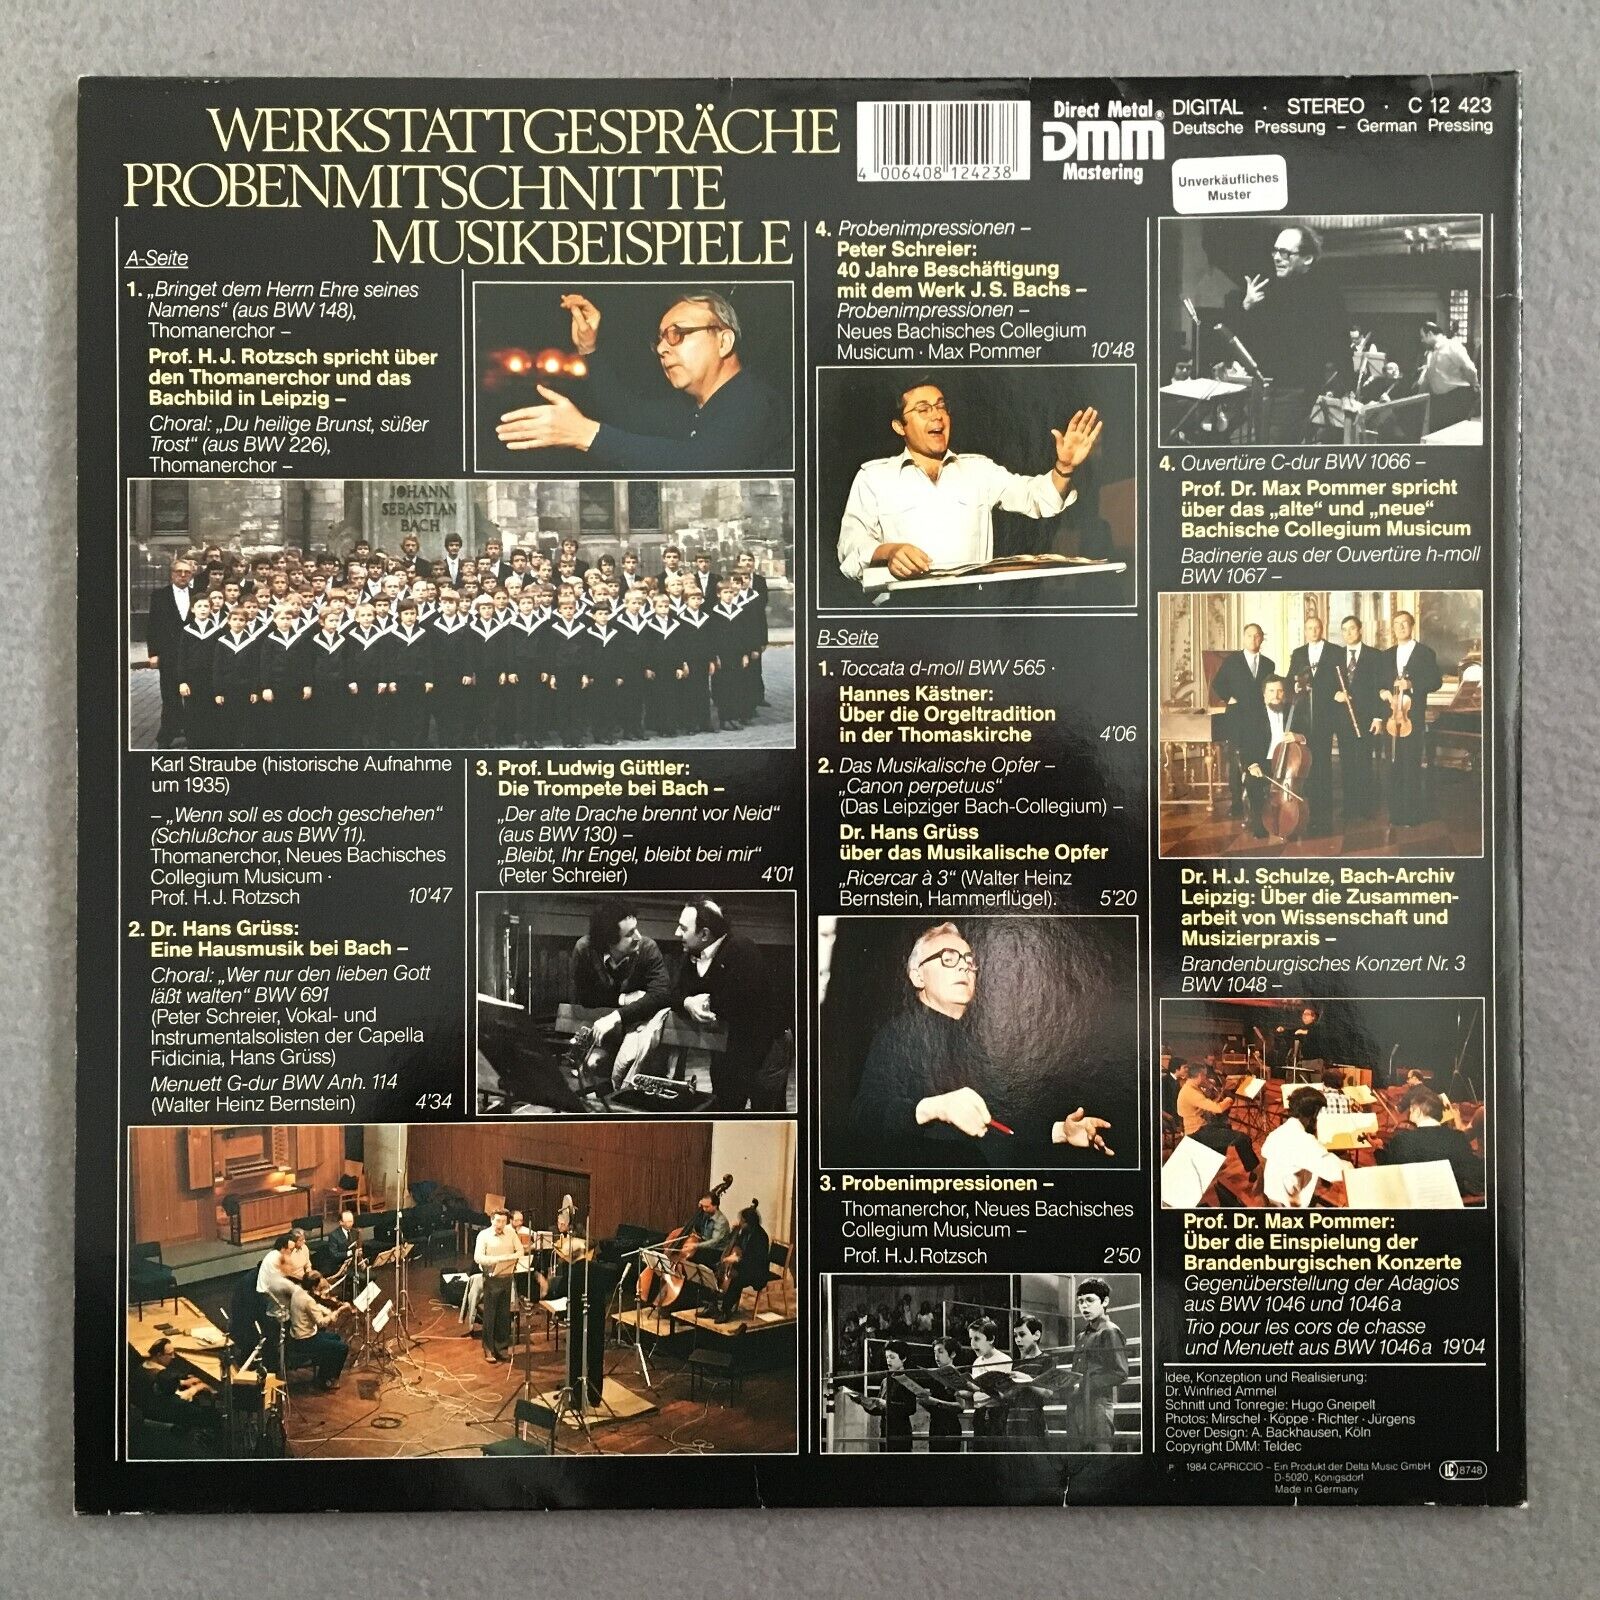 WERKSTATTGESPRÄCHE
PROBENMITSCHNITTE
MUSIKBEISPIELE
4 006408 124238
Direct Metal®
DMM
Mastering
DIGITAL · STEREO · C 12 423
Deutsche Pressung – German Pressing
Unverkäufliches
Muster
A-Seite
1. „Bringet dem Herrn Ehre seines
Namens“ (aus BWV 148),
Thomanerchor –
Prof. H. J. Rotzsch spricht über
den Thomanerchor und das
Bachbild in Leipzig –
Choral: „Du heilige Brunst, süßer
Trost“ (aus BWV 226),
Thomanerchor –
JOHANN
SEBASTIAN
BACH
Karl Straube (historische Aufnahme
um 1935)
– „Wenn soll es doch geschehen“
(Schlußchor aus BWV 11).
Thomanerchor, Neues Bachisches
Collegium Musicum ·
Prof. H. J. Rotzsch 10'47
2. Dr. Hans Grüss:
Eine Hausmusik bei Bach –
Choral: „Wer nur den lieben Gott
läßt walten“ BWV 691
(Peter Schreier, Vokal- und
Instrumentalsolisten der Capella
Fidicinia, Hans Grüss)
Menuett G-dur BWV Anh. 114
(Walter Heinz Bernstein) 4'34
3. Prof. Ludwig Güttler:
Die Trompete bei Bach –
„Der alte Drache brennt vor Neid“
(aus BWV 130) –
„Bleibt, Ihr Engel, bleibt bei mir“
(Peter Schreier) 4'01
4. Probenimpressionen –
Peter Schreier:
40 Jahre Beschäftigung
mit dem Werk J. S. Bachs –
Probenimpressionen –
Neues Bachisches Collegium
Musicum · Max Pommer 10'48
B-Seite
1. Toccata d-moll BWV 565 ·
Hannes Kästner:
Über die Orgeltradition
in der Thomaskirche 4'06
2. Das Musikalische Opfer –
„Canon perpetuus“
(Das Leipziger Bach-Collegium) –
Dr. Hans Grüss
über das Musikalische Opfer
„Ricercar à 3“ (Walter Heinz
Bernstein, Hammerflügel). 5'20
3. Probenimpressionen –
Thomanerchor, Neues Bachisches
Collegium Musicum –
Prof. H. J. Rotzsch 2'50
4. Ouvertüre C-dur BWV 1066 –
Prof. Dr. Max Pommer spricht
über das „alte“ und „neue“
Bachische Collegium Musicum
Badinerie aus der Ouvertüre h-moll
BWV 1067 –
Dr. H. J. Schulze, Bach-Archiv
Leipzig: Über die Zusammen-
arbeit von Wissenschaft und
Musizierpraxis –
Brandenburgisches Konzert Nr. 3
BWV 1048 –
Prof. Dr. Max Pommer:
Über die Einspielung der
Brandenburgischen Konzerte
Gegenüberstellung der Adagios
aus BWV 1046 und 1046 a
Trio pour les cors de chasse
und Menuett aus BWV 1046 a 19'04
Idee, Konzeption und Realisierung:
Dr. Winfried Ammel
Schnitt und Tonregie: Hugo Gneipelt
Photos: Mirschel · Köppe · Richter · Jürgens
Cover Design: A. Backhausen, Köln
Copyright DMM: Teldec
P 1984 CAPRICCIO – Ein Produkt der Delta Music GmbH
D-5020, Königsdorf
Made in Germany
LC 8748